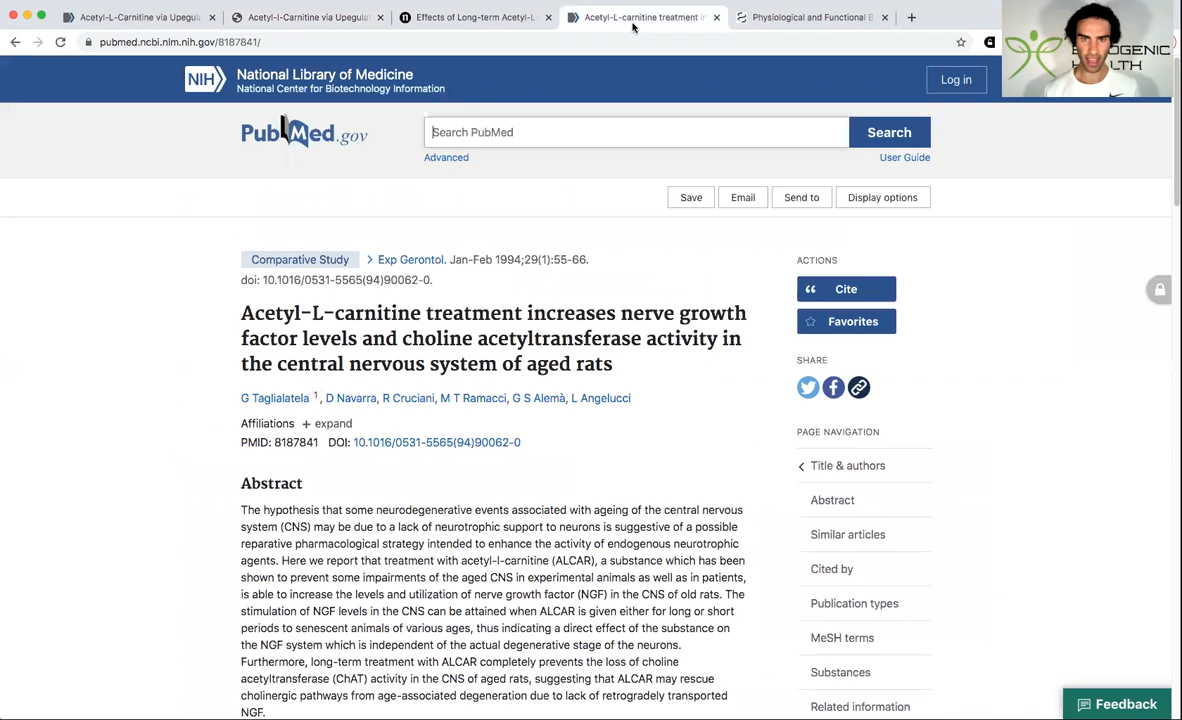 Acetyl-L-Carnitine via Upegul
Acetyl-l-Carnitine via Upegulat
Effects of Long-term Acetyl-L-
Acetyl-L-carnitine treatment in
Physiological and Functional B
pubmed.ncbi.nlm.nih.gov/8187841/
GENIC
HEALTH
NIH
National Library of Medicine
National Center for Biotechnology Information
Log in
PubMed.gov
Search PubMed
Search
Advanced
User Guide
Save
Email
Send to
Display options
Comparative Study
> Exp Gerontol. Jan-Feb 1994;29(1):55-66.
doi: 10.1016/0531-5565(94)90062-0.
Acetyl-L-carnitine treatment increases nerve growth
factor levels and choline acetyltransferase activity in
the central nervous system of aged rats
G Taglialatela 1, D Navarra, R Cruciani, M T Ramacci, G S Alemà, L Angelucci
Affiliations + expand
PMID: 8187841 DOI: 10.1016/0531-5565(94)90062-0
Abstract
The hypothesis that some neurodegenerative events associated with ageing of the central nervous
system (CNS) may be due to a lack of neurotrophic support to neurons is suggestive of a possible
reparative pharmacological strategy intended to enhance the activity of endogenous neurotrophic
agents. Here we report that treatment with acetyl-l-carnitine (ALCAR), a substance which has been
shown to prevent some impairments of the aged CNS in experimental animals as well as in patients,
is able to increase the levels and utilization of nerve growth factor (NGF) in the CNS of old rats. The
stimulation of NGF levels in the CNS can be attained when ALCAR is given either for long or short
periods to senescent animals of various ages, thus indicating a direct effect of the substance on
the NGF system which is independent of the actual degenerative stage of the neurons.
Furthermore, long-term treatment with ALCAR completely prevents the loss of choline
acetyltransferase (ChAT) activity in the CNS of aged rats, suggesting that ALCAR may rescue
cholinergic pathways from age-associated degeneration due to lack of retrogradely transported
NGF.
ACTIONS
Cite
Favorites
SHARE
PAGE NAVIGATION
Title & authors
Abstract
Similar articles
Cited by
Publication types
MeSH terms
Substances
Related information
Feedback